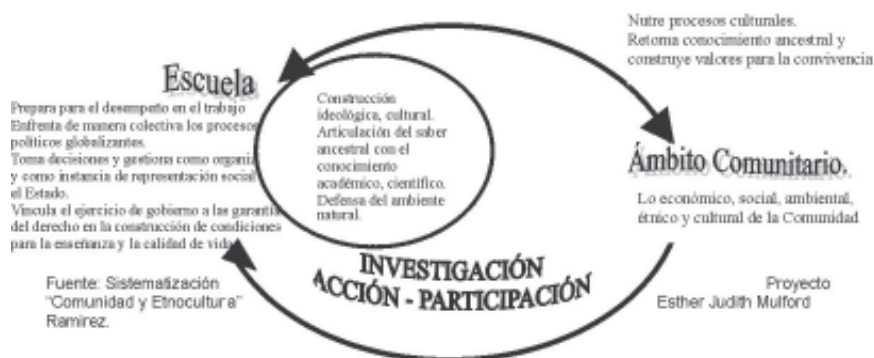 Nutre procesos culturales.
Retoma conocimiento ancestral y
construye valores para la convivencia
Escuela
Prepara para el desempeño en el trabajo
Enfrenta de manera colectiva los procesos
políticos globalizantes.
Toma decisiones y gestiona como
y como instancia de representación social
el Estado.
Vincula el ejercicio de gobierno a las
del derecho en la construcción de condiciones
para la enseñanza y la calidad de vida
Construcción
ideológica, cultural.
Articulación del saber
ancestral con el
conocimiento
académico, científico.
Defensa del ambiente
natural.
Ámbito Comunitario.
Lo económico, social, ambiental,
étnico y cultural de la Comunidad
INVESTIGACIÓN
ACCIÓN - PARTICIPACIÓN
Fuente: Sistematización
"Comunidad y Etnocultura"
Ramirez.
Proyecto
Esther Judith Mulford